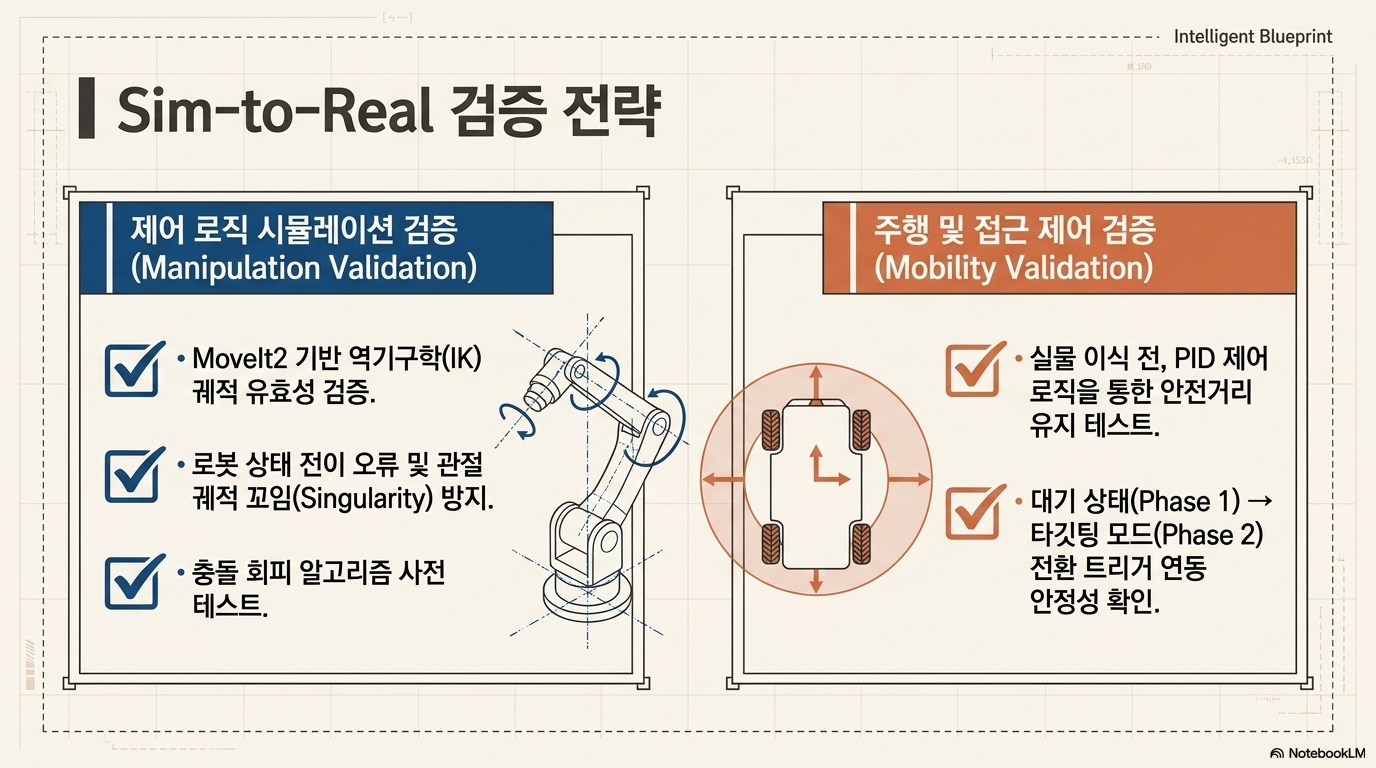 Intelligent Blueprint
Sim-to-Real 검증 전략
제어 로직 시뮬레이션 검증
(Manipulation Validation)
• MoveIt2 기반 역기구학(IK)
궤적 유효성 검증.
• 로봇 상태 전이 오류 및 관절
궤적 꼬임(Singularity) 방지.
• 충돌 회피 알고리즘 사전
테스트.
주행 및 접근 제어 검증
(Mobility Validation)
• 실물 이식 전, PID 제어
로직을 통한 안전거리
유지 테스트.
• 대기 상태(Phase 1) →
타깃팅 모드(Phase 2)
전환 트리거 연동
안정성 확인.
NotebookLM